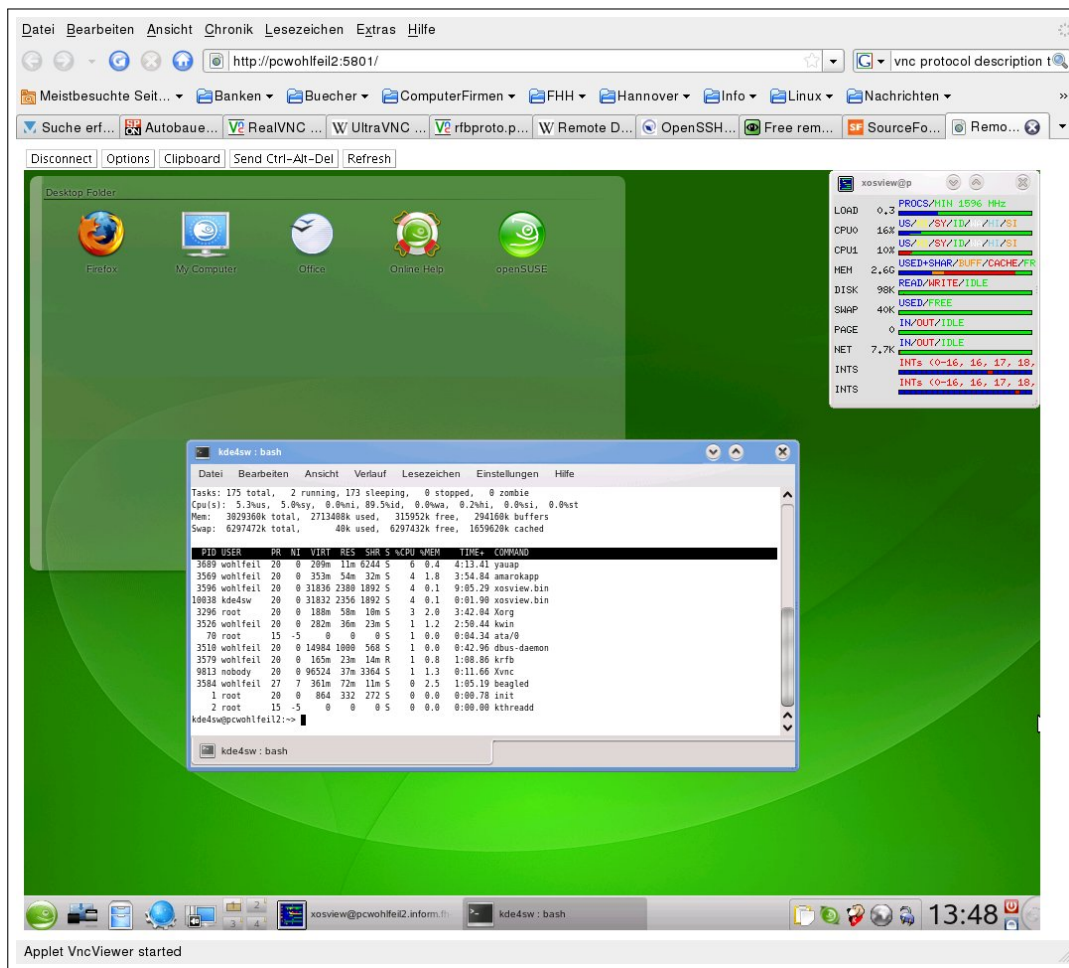 Datei Bearbeiten Ansicht Chronik Lesezeichen Extras Hilfe
http://pcwohlfeil2:5801/
vnc protocol description t
Meistbesuchte Seit... Banken Buecher ComputerFirmen FHH Hannover Info Linux Nachrichten »
Suche erf... Autobaue... RealVNC ... UltraVNC ... rfbproto.p... Remote D... OpenSSH... Free rem... SourceFo... Remo...
Disconnect Options Clipboard Send Ctrl-Alt-Del Refresh
Desktop Folder
Firefox My Computer Office Online Help openSUSE
xosview@p
LOAD 0.3 PROCS/MIN 1596 MHz
CPU0 16% US/ /SY/ID/ /HI/SI
CPU1 10% US/ /SY/ID/ /HI/SI
MEM 2.6G USED+SHAR/BUFF/CACHE/FR
DISK 98K READ/WRITE/IDLE
SWAP 40K USED/FREE
PAGE 0 IN/OUT/IDLE
NET 7.7K IN/OUT/IDLE
INTS INTs (0-16, 16, 17, 18,
INTS INTs (0-16, 16, 17, 18,
kde4sw : bash
Datei Bearbeiten Ansicht Verlauf Lesezeichen Einstellungen Hilfe
Tasks: 175 total, 2 running, 173 sleeping, 0 stopped, 0 zombie
Cpu(s): 5.3%us, 5.0%sy, 0.0%ni, 89.5%id, 0.0%wa, 0.2%hi, 0.0%si, 0.0%st
Mem: 3029360k total, 2713408k used, 315952k free, 294160k buffers
Swap: 6297472k total, 40k used, 6297432k free, 1659620k cached
PID USER PR NI VIRT RES SHR S %CPU %MEM TIME+ COMMAND
3689 wohlfeil 20 0 209m 11m 6244 S 6 0.4 4:13.41 yauap
3569 wohlfeil 20 0 353m 54m 32m S 4 1.8 3:54.84 amarokapp
3596 wohlfeil 20 0 31836 2380 1892 S 4 0.1 9:05.29 xosview.bin
10038 kde4sw 20 0 31832 2356 1892 S 4 0.1 0:01.90 xosview.bin
3296 root 20 0 188m 58m 10m S 3 2.0 3:42.04 Xorg
3526 wohlfeil 20 0 282m 36m 23m S 1 1.2 2:50.44 kwin
70 root 15 -5 0 0 0 S 1 0.0 0:04.34 ata/0
3510 wohlfeil 20 0 14984 1000 568 S 1 0.0 0:42.96 dbus-daemon
3579 wohlfeil 20 0 165m 23m 14m R 1 0.8 1:08.86 krfb
9813 nobody 20 0 96524 37m 3364 S 1 1.3 0:11.66 Xvnc
3584 wohlfeil 27 7 361m 72m 11m S 0 2.5 1:05.19 beagled
1 root 20 0 864 332 272 S 0 0.0 0:00.78 init
2 root 15 -5 0 0 0 S 0 0.0 0:00.00 kthreadd
kde4sw@pcwohlfeil2:~>
kde4sw : bash
1 2
3 4
xosview@pcwohlfeil2.inform.fh
kde4sw : bash
13:48
Applet VncViewer started